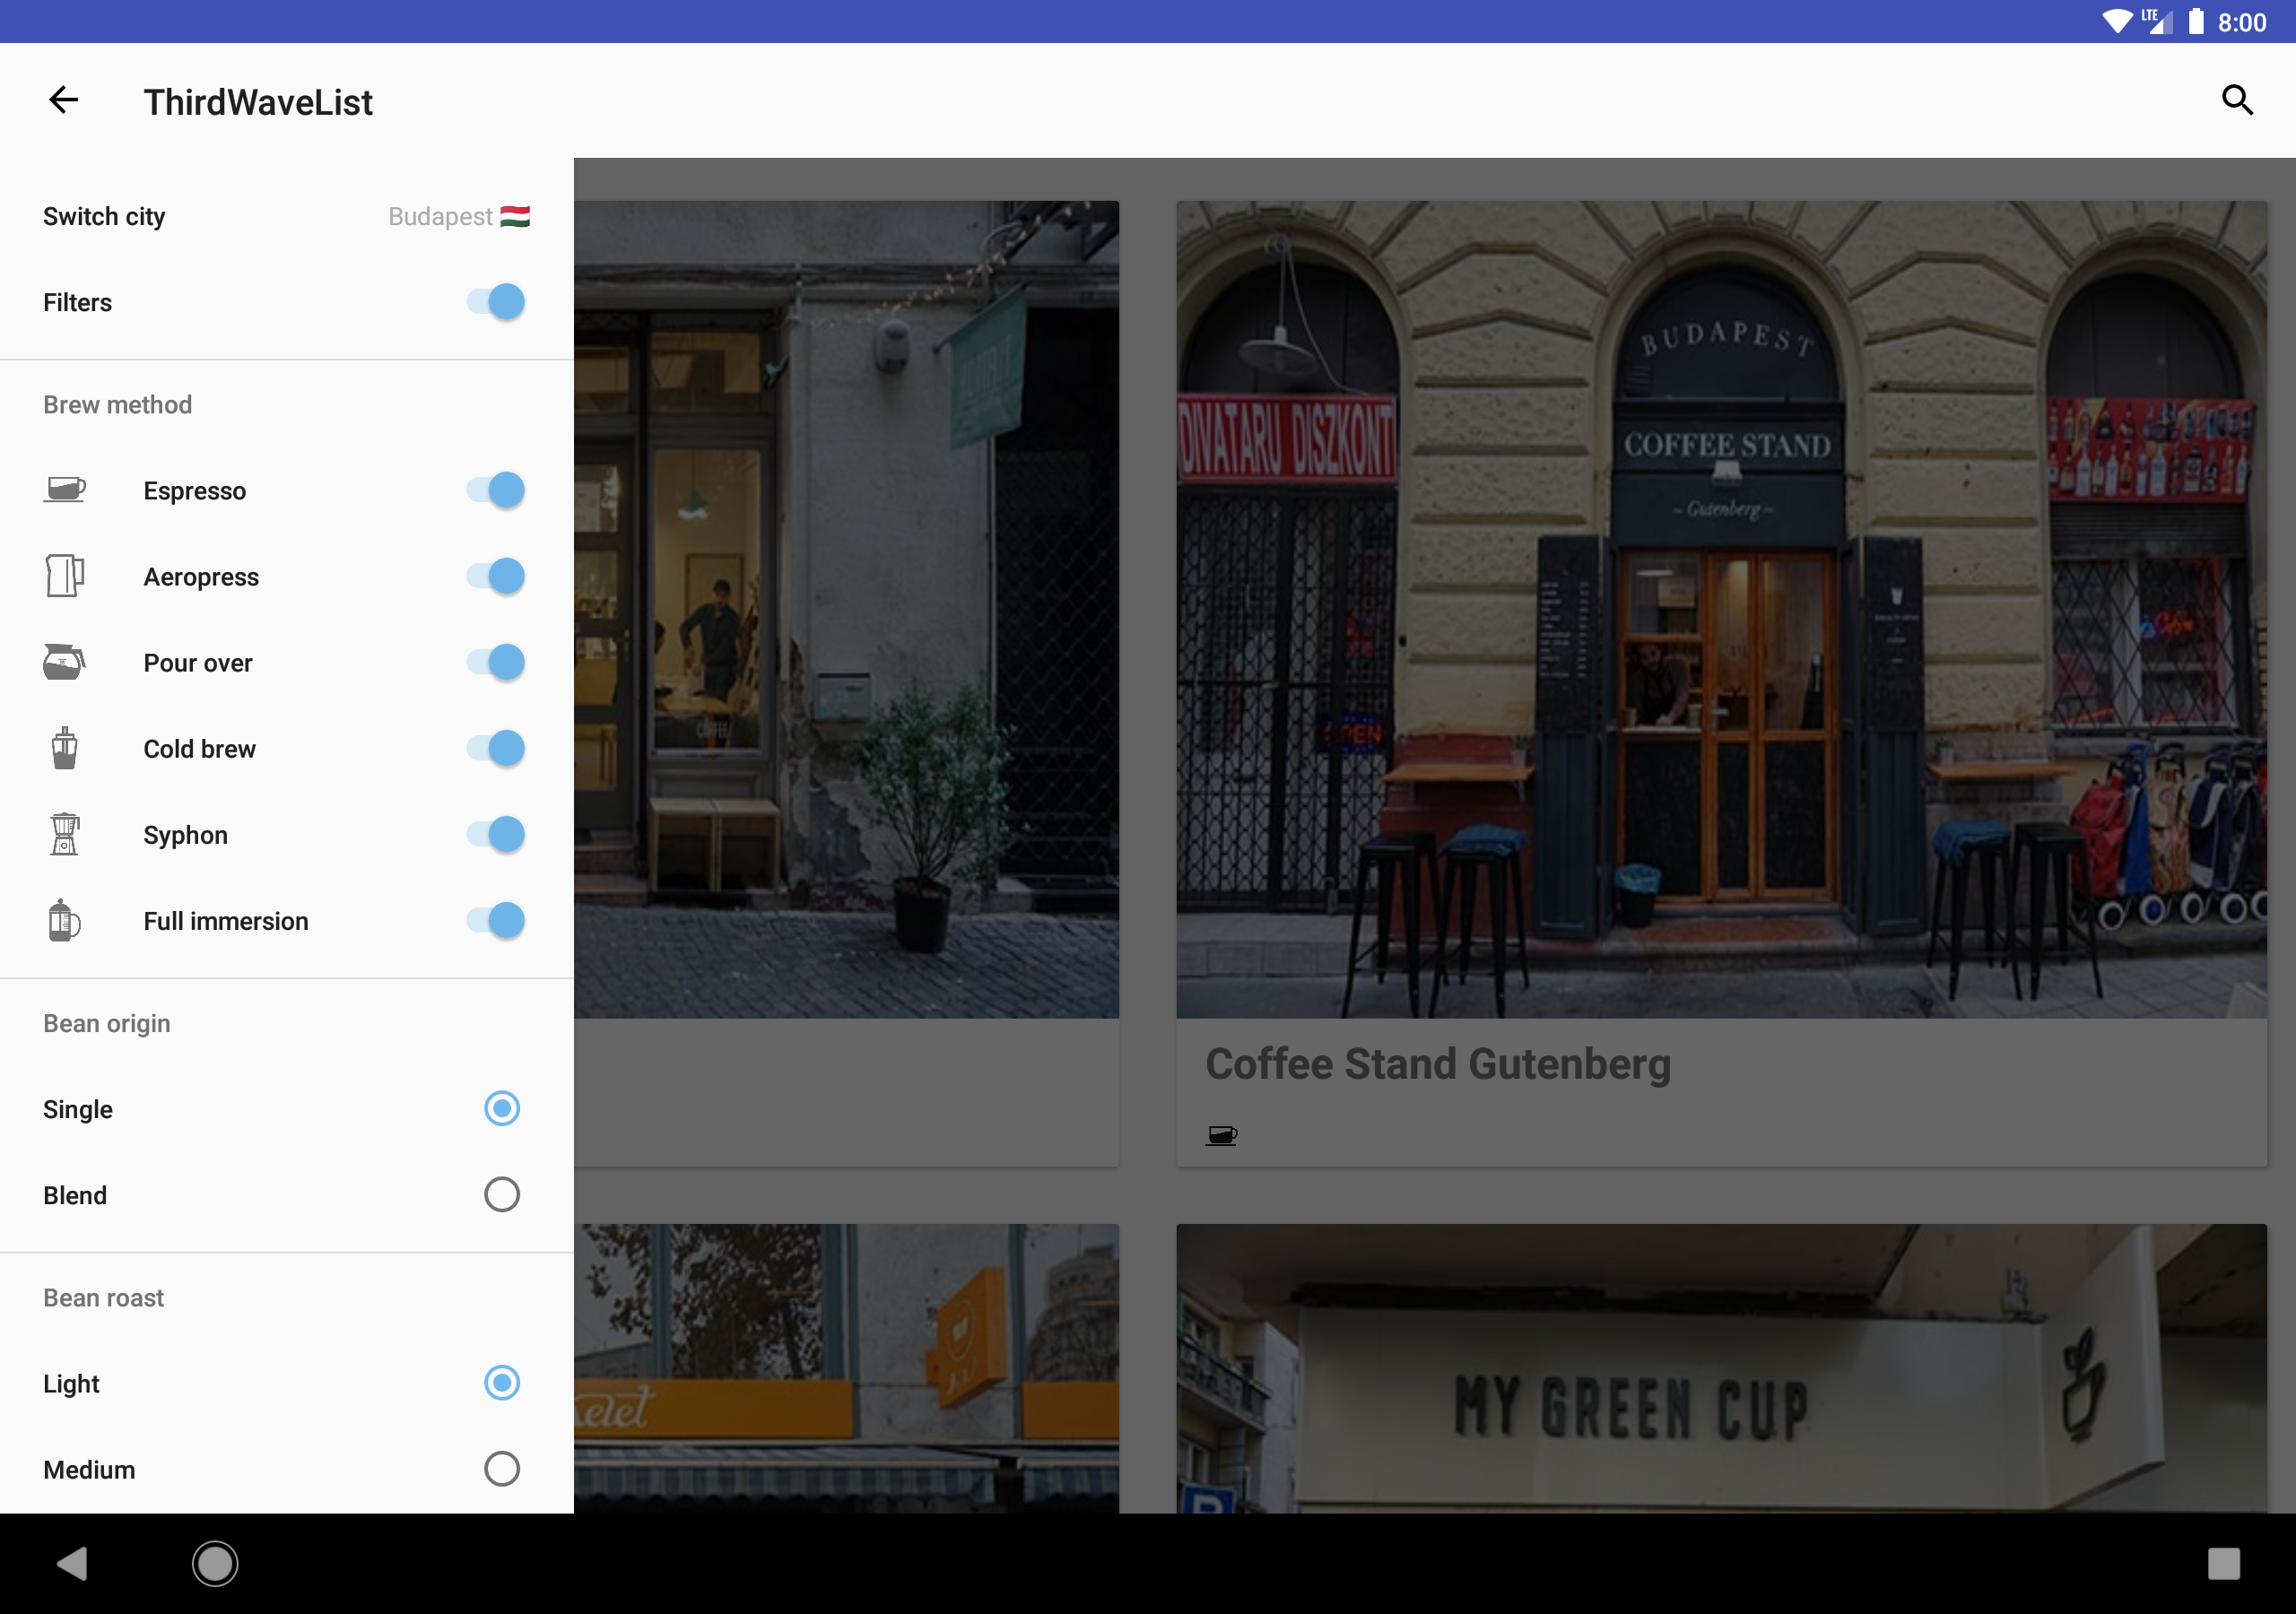 LTE 8:00
ThirdWaveList
Switch city Budapest
Filters
Brew method
Espresso
Aeropress
Pour over
Cold brew
Syphon
Full immersion
Bean origin
Single
Blend
Bean roast
Light
Medium
COFFEE
BUDAPEST
COFFEE STAND
~ Gutenberg ~
DIVATARU DISZKONT
OPEN
Coffee Stand Gutenberg
MY GREEN CUP
P